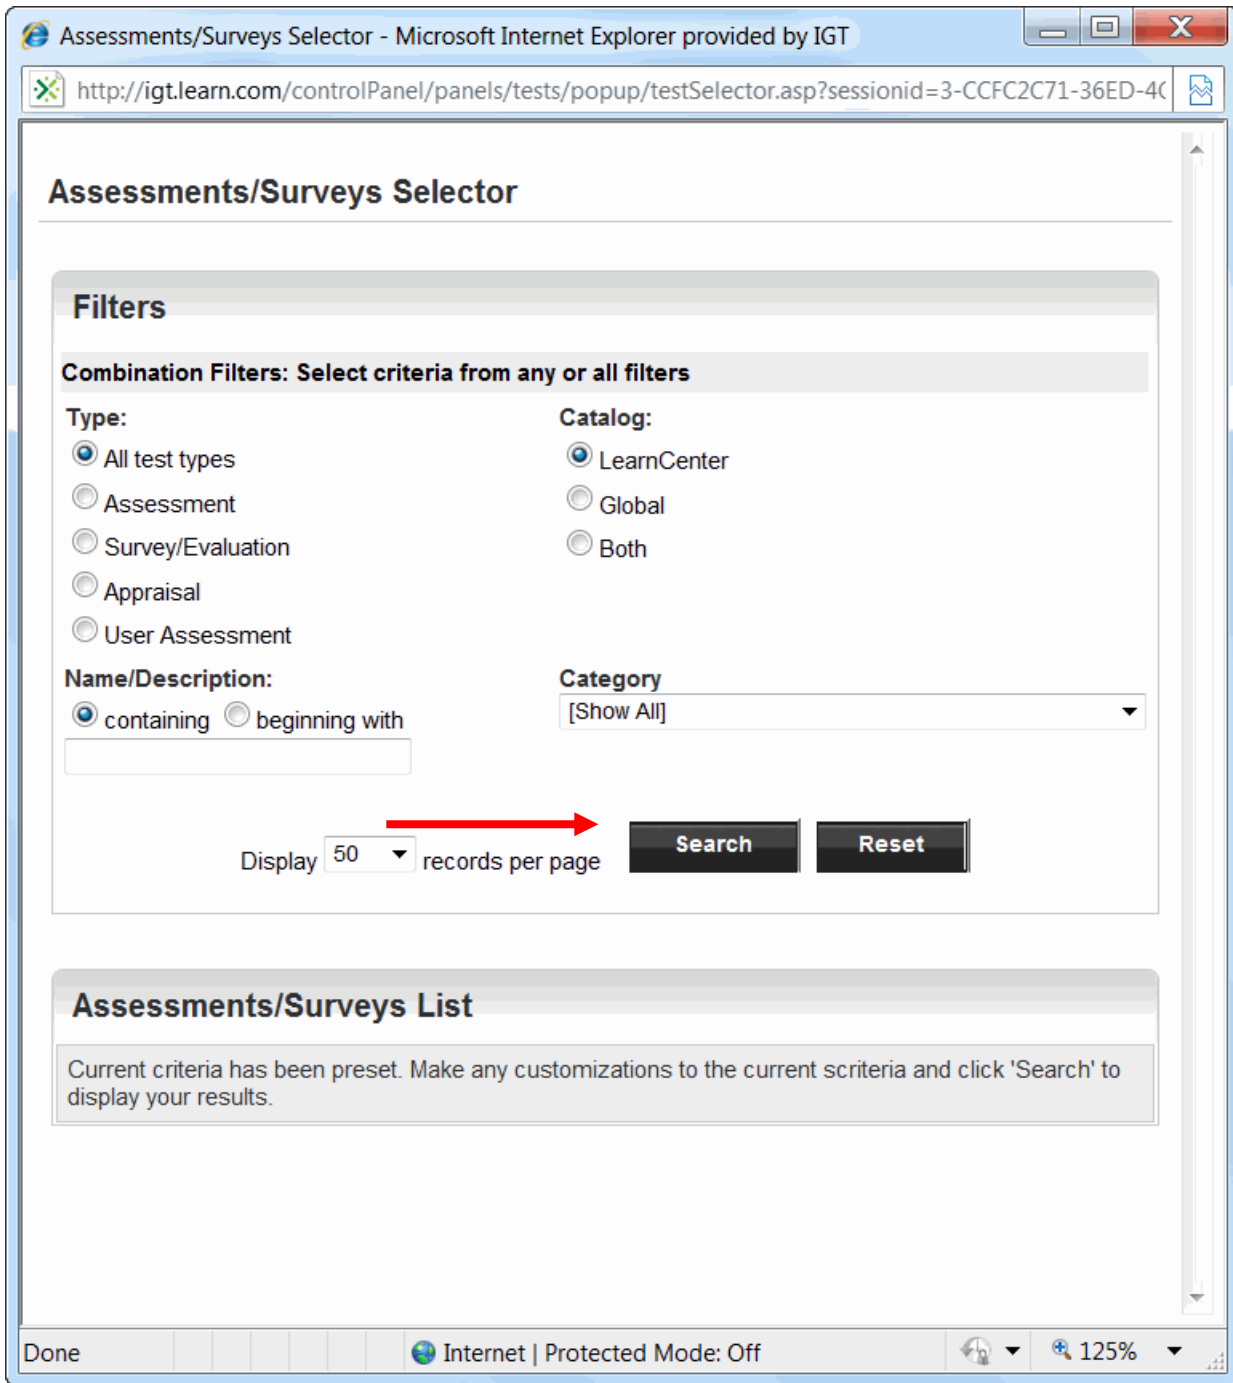 Assessments/Surveys Selector - Microsoft Internet Explorer provided by IGT
X
http://igt.learn.com/controlPanel/panels/tests/popup/testSelector.asp?sessionid=3-CCFC2C71-36ED-4C
Assessments/Surveys Selector
Filters
Combination Filters: Select criteria from any or all filters
Type:
All test types
Assessment
Survey/Evaluation
Appraisal
User Assessment
Catalog:
LearnCenter
Global
Both
Name/Description:
containing beginning with
Category
[Show All]
Display 50 records per page
Search
Reset
Assessments/Surveys List
Current criteria has been preset. Make any customizations to the current scriteria and click 'Search' to
display your results.
Done
Internet | Protected Mode: Off
125%